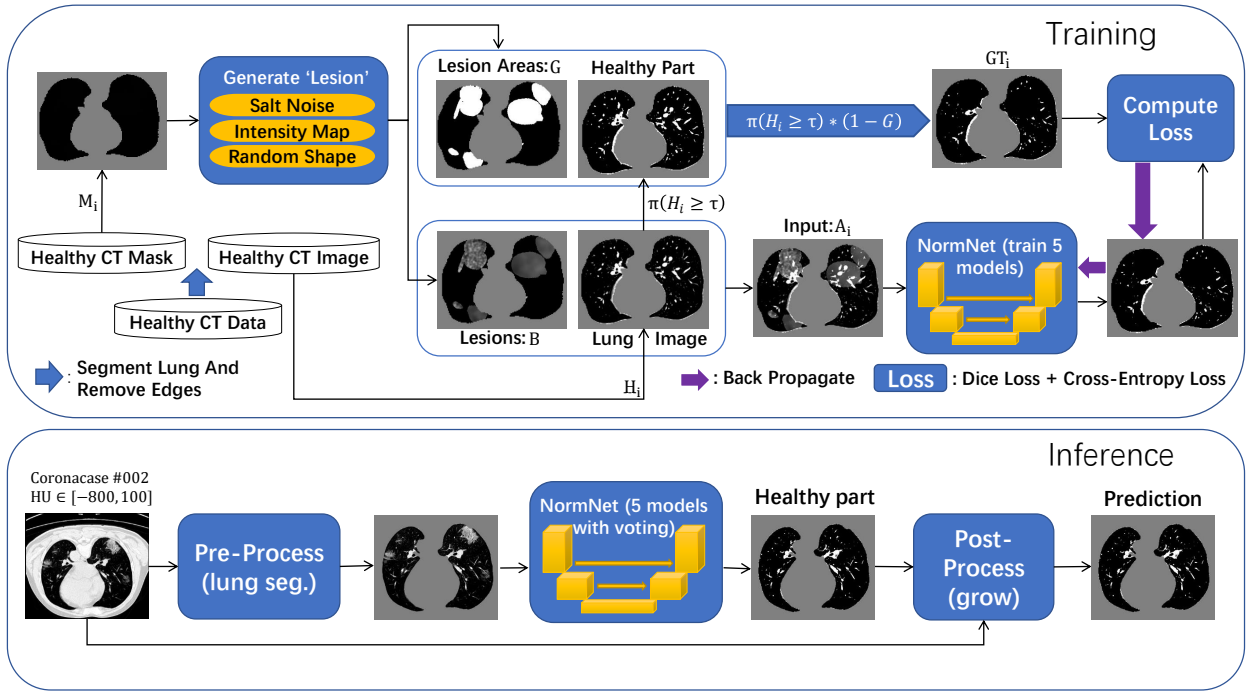 Training
Generate 'Lesion'
Salt Noise
Intensity Map
Random Shape
Lesion Areas:G
Healthy Part
π(H_i ≥ τ) * (1 − G)
GT_i
Compute
Loss
M_i
π(H_i ≥ τ)
Healthy CT Mask
Healthy CT Image
Healthy CT Data
Input:A_i
NormNet (train 5
models)
Lesions: B
Lung Image
: Segment Lung And
Remove Edges
H_i
: Back Propagate
Loss : Dice Loss + Cross-Entropy Loss
Inference
Coronacase #002
HU ∈ [−800, 100]
Pre-Process
(lung seg.)
NormNet (5 models
with voting)
Healthy part
Post-
Process
(grow)
Prediction